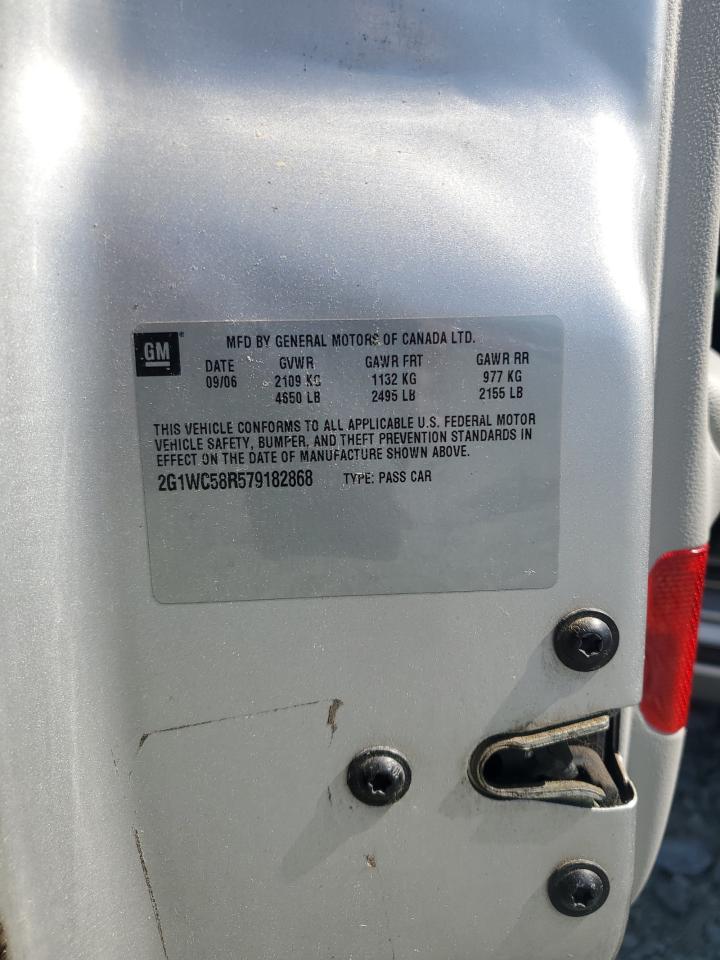 GM®
MFD BY GENERAL MOTORS OF CANADA LTD.
DATE GVWR GAWR FRT GAWR RR
09/06 2109 KG 1132 KG 977 KG
4650 LB 2495 LB 2155 LB
THIS VEHICLE CONFORMS TO ALL APPLICABLE U.S. FEDERAL MOTOR
VEHICLE SAFETY, BUMPER, AND THEFT PREVENTION STANDARDS IN
EFFECT ON THE DATE OF MANUFACTURE SHOWN ABOVE.
2G1WC58R579182868 TYPE: PASS CAR